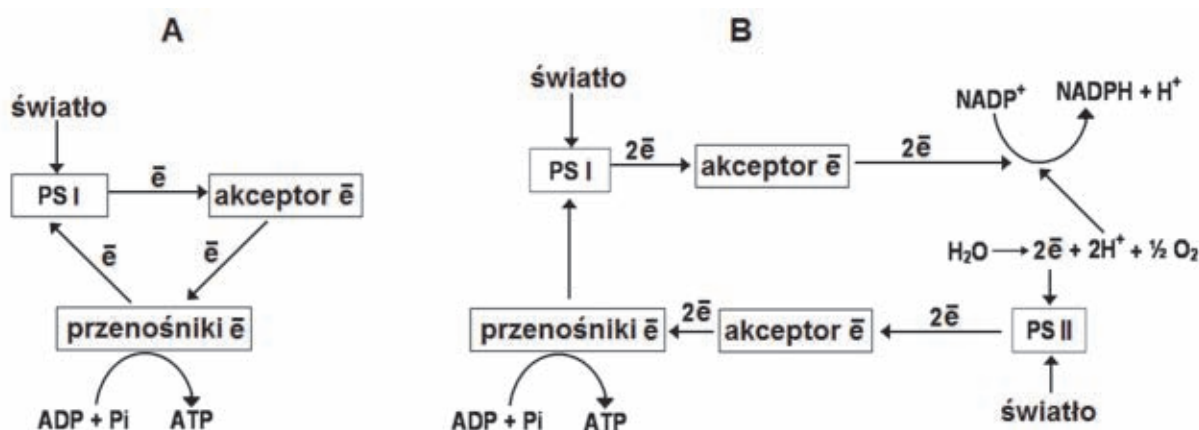 A
światło
PS I
ē
akceptor ē
ē
ē
przenośniki ē
ADP + Pi
ATP
B
światło
NADP⁺
NADPH + H⁺
PS I
2ē
akceptor ē
2ē
H₂O → 2ē + 2H⁺ + ½ O₂
przenośniki ē
2ē
akceptor ē
2ē
PS II
ADP + Pi
ATP
światło